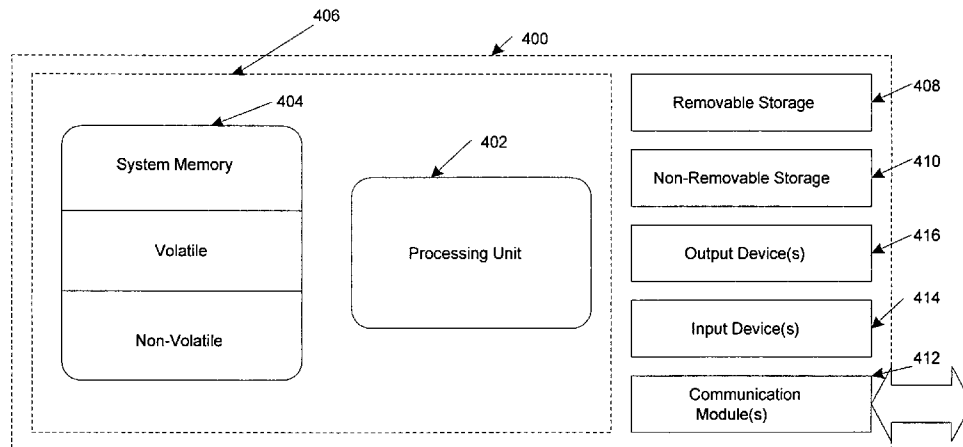 406
400
404
402
System Memory
Volatile
Non-Volatile
Processing Unit
Removable Storage
408
Non-Removable Storage
410
Output Device(s)
416
Input Device(s)
414
Communication
Module(s)
412